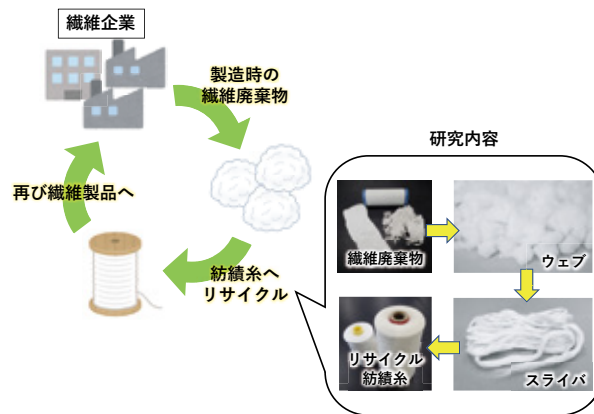 繊維企業
製造時の
繊維廃棄物
再び繊維製品へ
紡績糸へ
リサイクル
研究内容
繊維廃棄物
ウェブ
スライバ
リサイクル
紡績糸